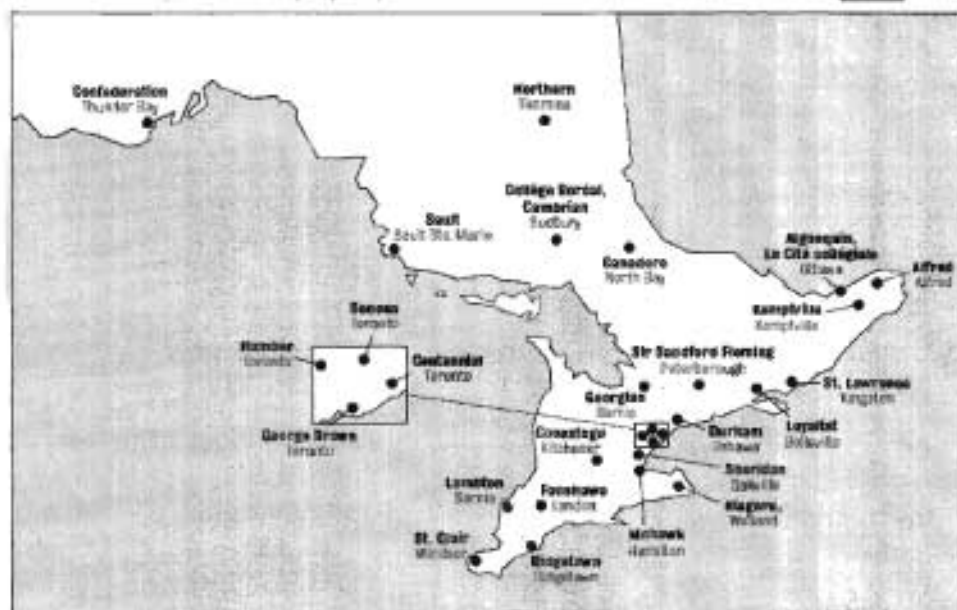 Confederation
Thunder Bay
Northern
Timmins
Collège Boréal,
Cambrian
Sudbury
Sault
Sault Ste. Marie
Canadore
North Bay
Algonquin,
La Cité collégiale
Ottawa
Alfred
Alfred
Kemptville
Kemptville
Seneca
Toronto
Humber
Toronto
Centennial
Toronto
George Brown
Toronto
Sir Sandford Fleming
Peterborough
Georgian
Barrie
St. Lawrence
Kingston
Loyalist
Belleville
Durham
Oshawa
Conestoga
Kitchener
Sheridan
Oakville
Lambton
Sarnia
Fanshawe
London
Niagara,
Welland
Mohawk
Hamilton
St. Clair
Windsor
Ridgetown
Ridgetown